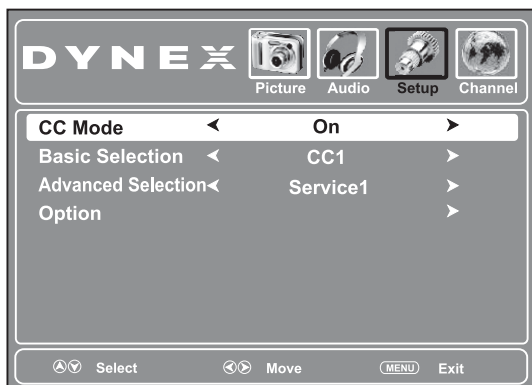 DYNEX
Picture Audio Setup Channel
CC Mode On
Basic Selection CC1
Advanced Selection Service1
Option
Select Move MENU Exit